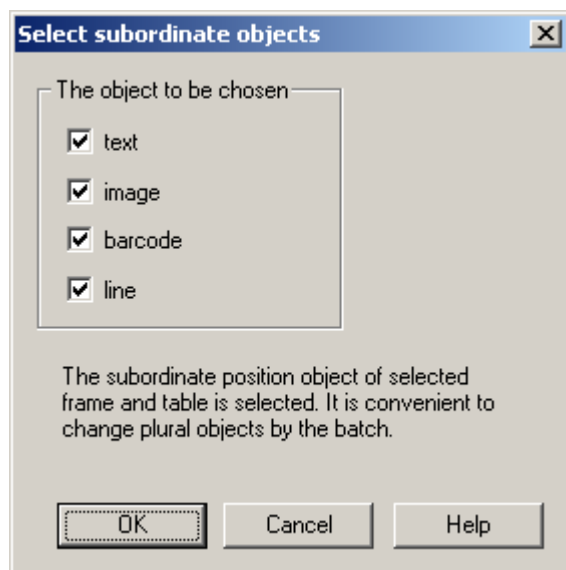 Select subordinate objects
The object to be chosen
text
image
barcode
line
The subordinate position object of selected
frame and table is selected. It is convenient to
change plural objects by the batch.
OK Cancel Help